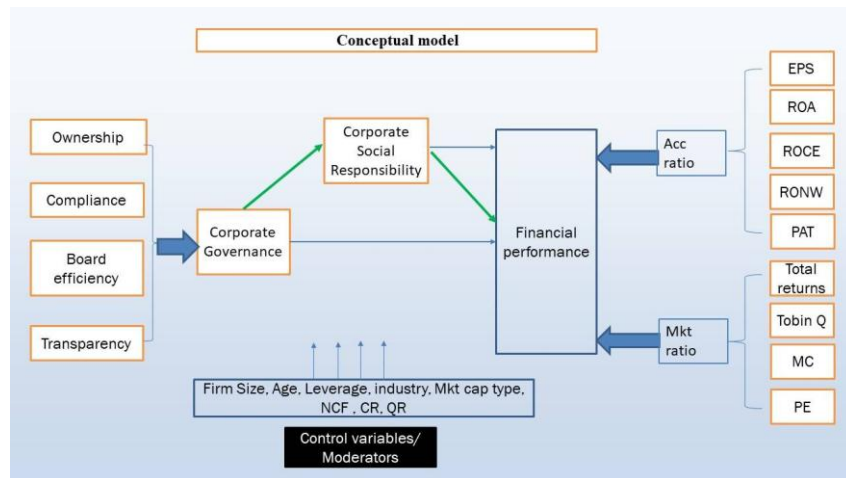 Conceptual model
Ownership
Compliance
Board
efficiency
Transparency
Corporate
Governance
Corporate
Social
Responsibility
Financial
performance
Acc
ratio
Mkt
ratio
EPS
ROA
ROCE
RONW
PAT
Total
returns
Tobin Q
MC
PE
Firm Size, Age, Leverage, industry, Mkt cap type,
NCF , CR, QR
Control variables/
Moderators